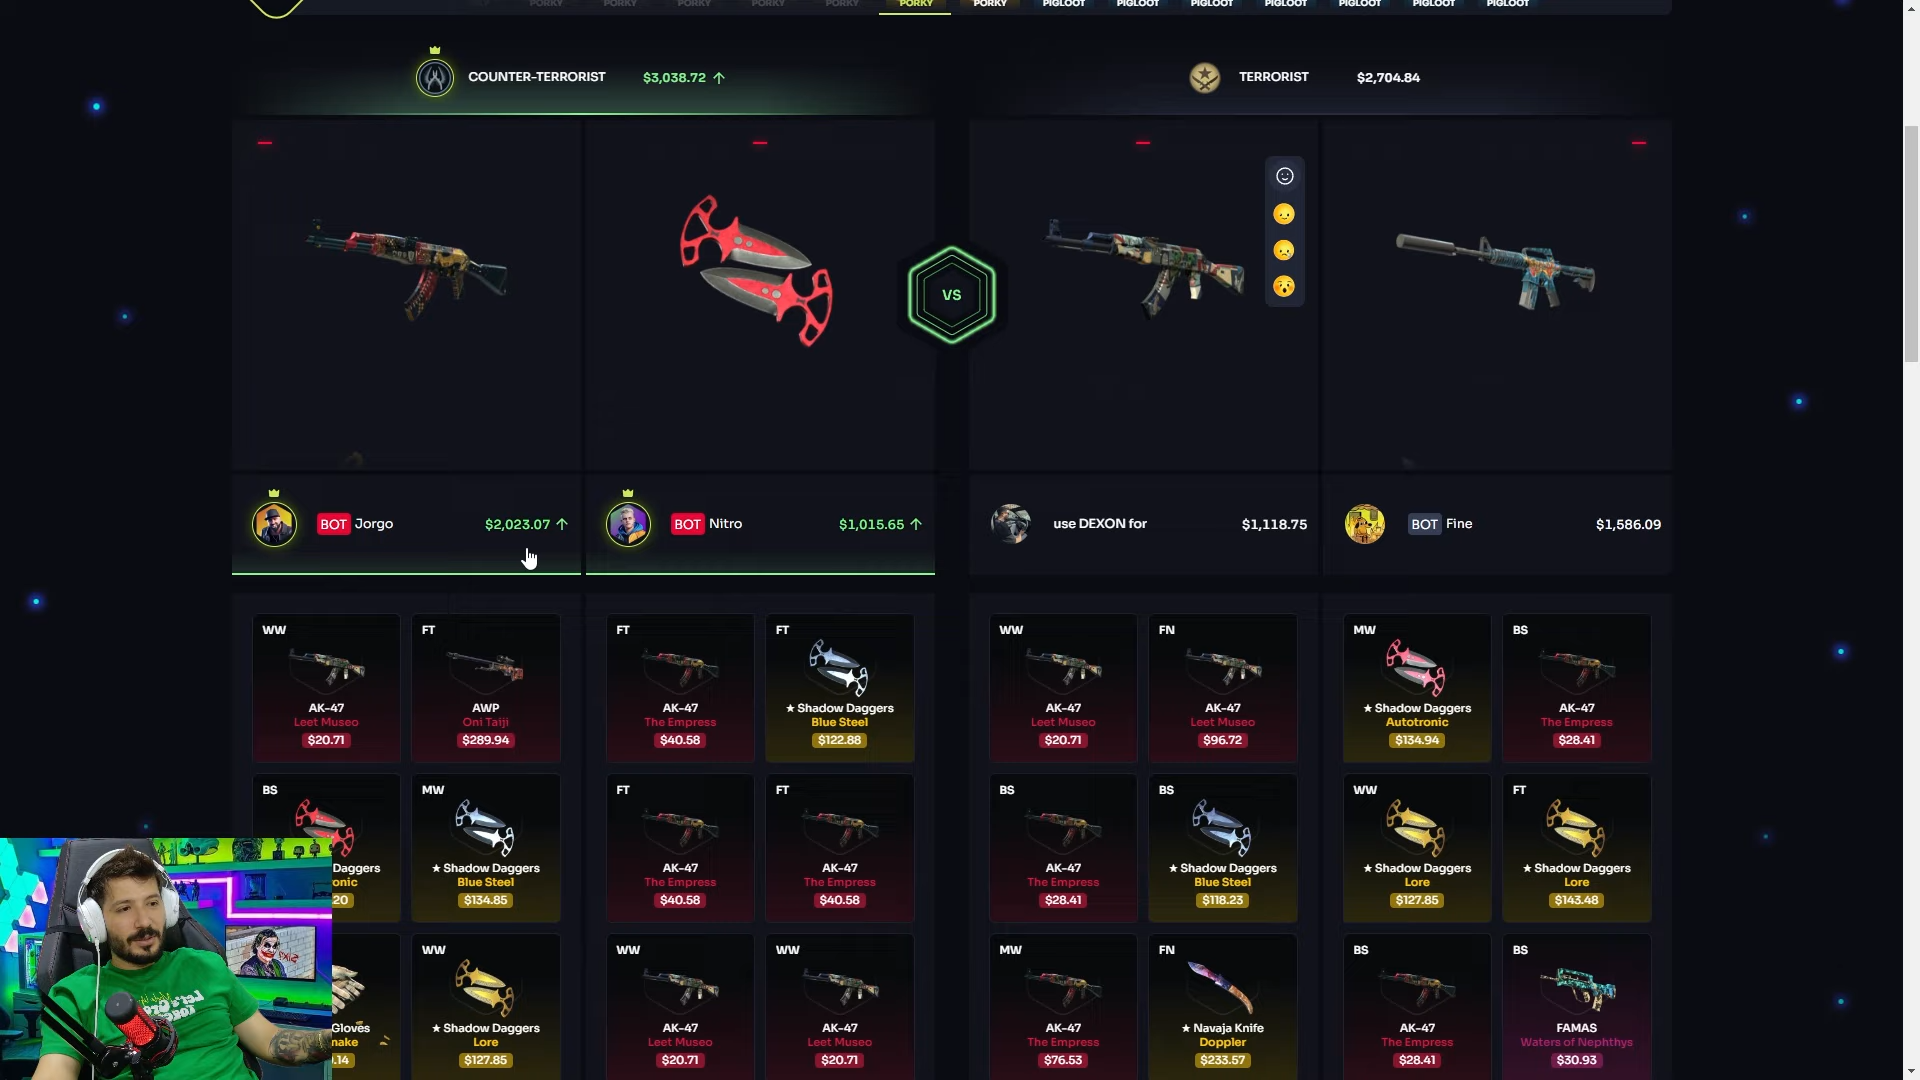 PORKY PORKY PORKY PORKY PORKY PORKY PORKY PIGLOOT PIGLOOT PIGLOOT PIGLOOT PIGLOOT PIGLOOT PIGLOOT
COUNTER-TERRORIST $3,038.72
TERRORIST $2,704.84
VS
BOT Jorgo $2,023.07
BOT Nitro $1,015.65
use DEXON for $1,118.75
BOT Fine $1,586.09
WW
AK-47
Leet Museo
$20.71
FT
AWP
Oni Taiji
$289.94
FT
AK-47
The Empress
$40.58
FT
★ Shadow Daggers
Blue Steel
$122.88
WW
AK-47
Leet Museo
$20.71
FN
AK-47
Leet Museo
$96.72
MW
★ Shadow Daggers
Autotronic
$134.94
BS
AK-47
The Empress
$28.41
BS
Daggers
onic
20
MW
★ Shadow Daggers
Blue Steel
$134.85
FT
AK-47
The Empress
$40.58
FT
AK-47
The Empress
$40.58
BS
AK-47
The Empress
$28.41
BS
★ Shadow Daggers
Blue Steel
$118.23
WW
★ Shadow Daggers
Lore
$127.85
FT
★ Shadow Daggers
Lore
$143.48
Gloves
nake
.14
WW
★ Shadow Daggers
Lore
$127.85
WW
AK-47
Leet Museo
$20.71
WW
AK-47
Leet Museo
$20.71
MW
AK-47
The Empress
$76.53
FN
★ Navaja Knife
Doppler
$233.57
BS
AK-47
The Empress
$28.41
BS
FAMAS
Waters of Nephthys
$30.93